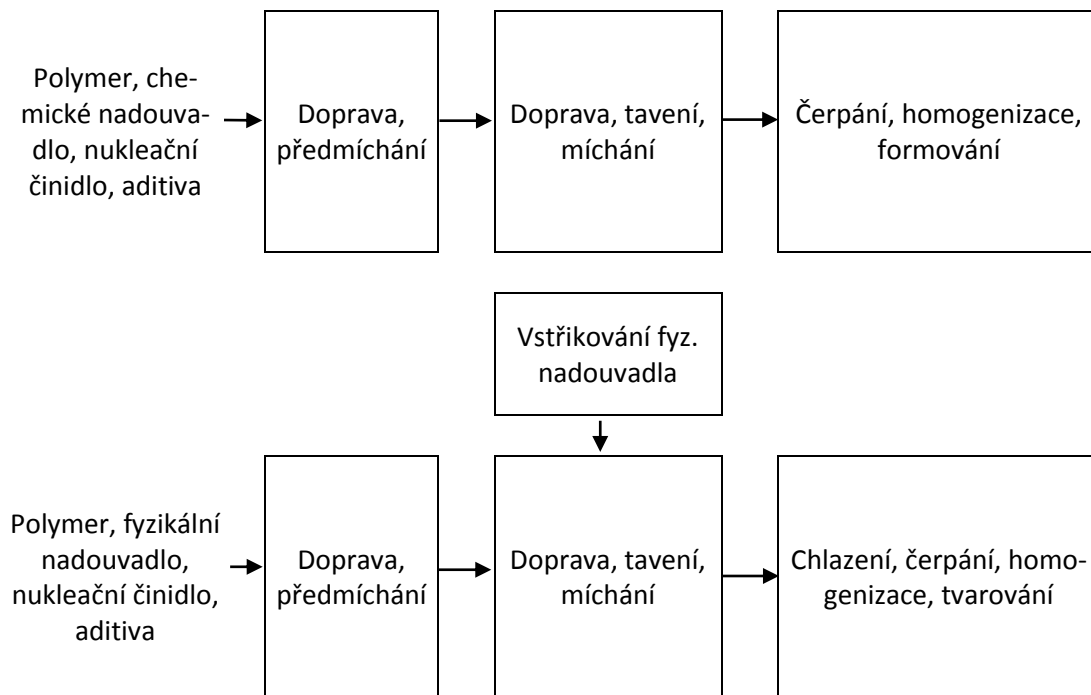 Polymer, che-
mické nadouva-
dlo, nukleační
činidlo, aditiva
Doprava,
předmíchání
Doprava, tavení,
míchání
Čerpání, homogenizace,
formování
Vstřikování fyz.
nadouvadla
Polymer, fyzikální
nadouvadlo,
nukleační činidlo,
aditiva
Doprava,
předmíchání
Doprava, tavení,
míchání
Chlazení, čerpání, homo-
genizace, tvarování